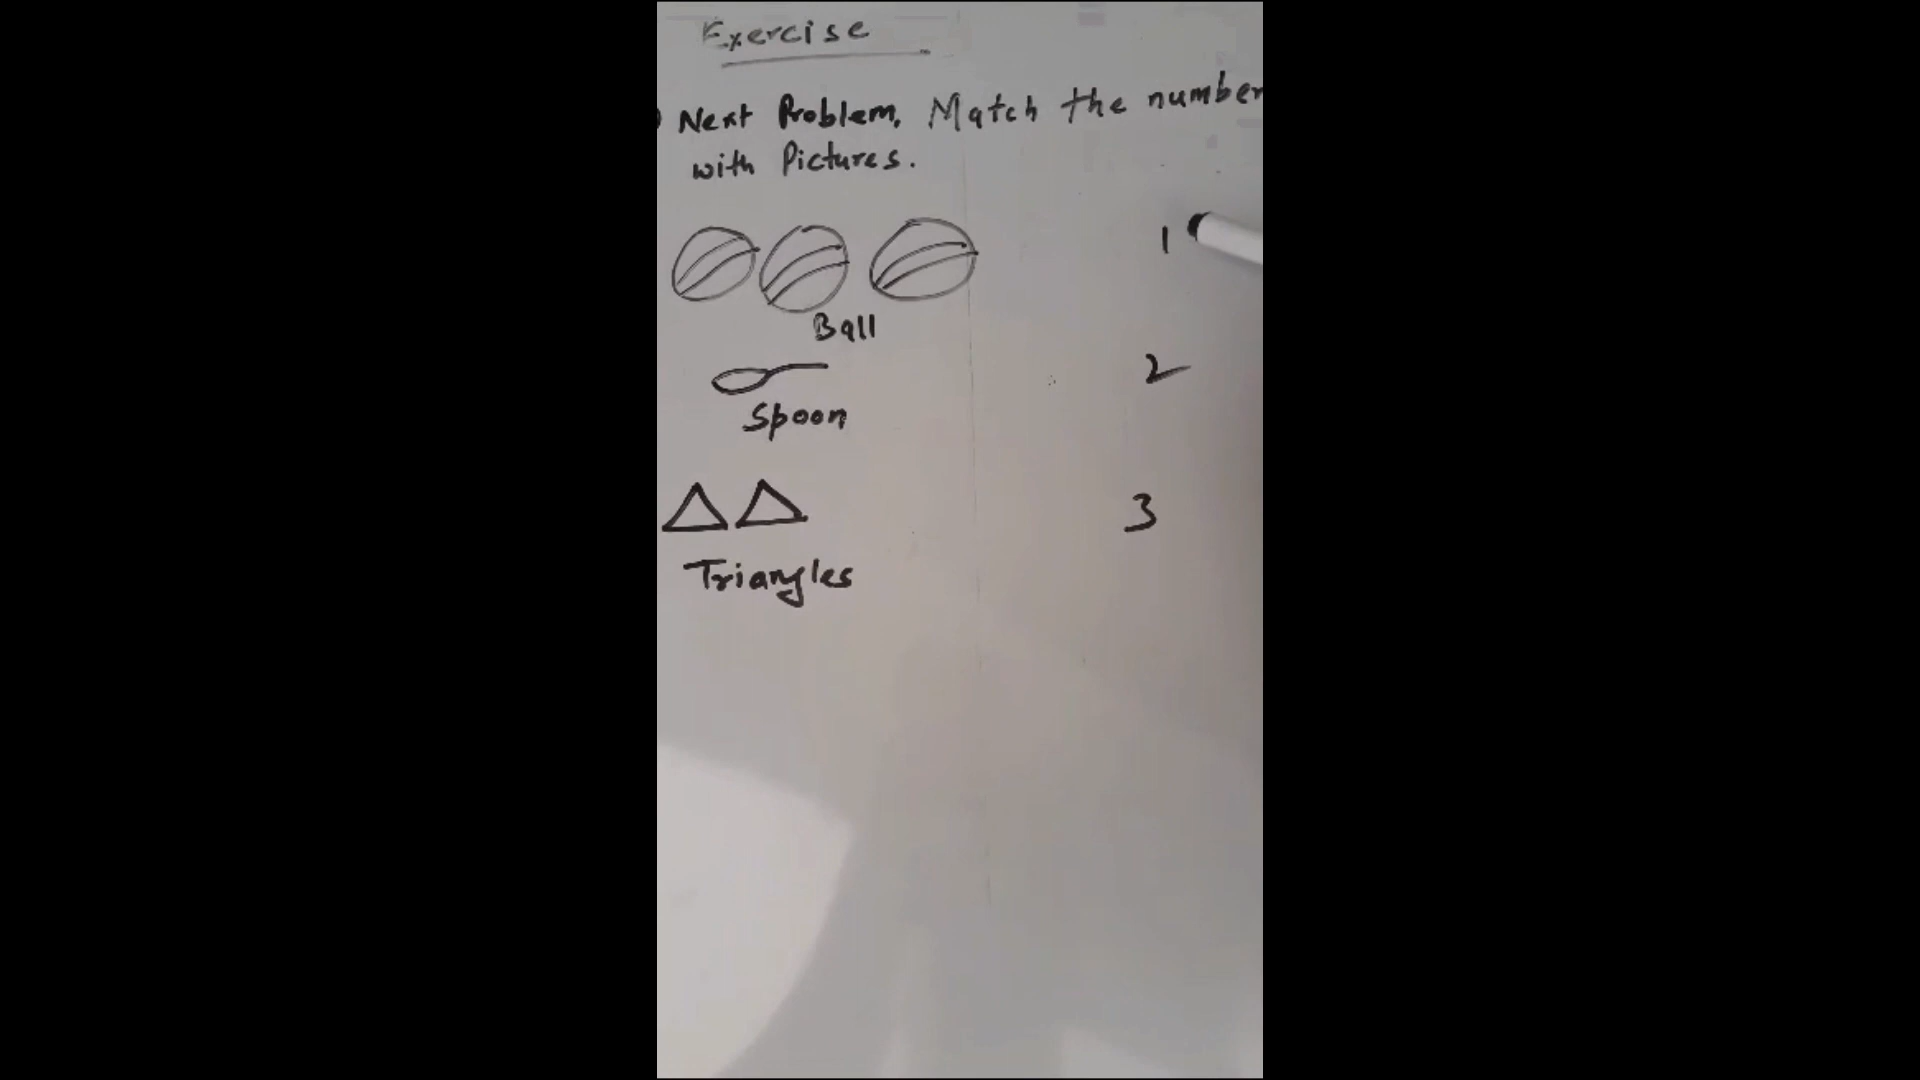 Exercise
Next Problem, Match the number
with Pictures.
1
Ball
2
Spoon
3
Triangles